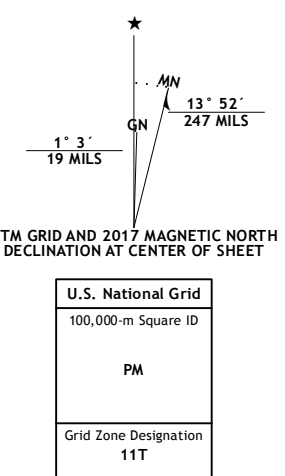 ★
MN
GN
13° 52´
247 MILS
1° 3´
19 MILS
TM GRID AND 2017 MAGNETIC NORTH
DECLINATION AT CENTER OF SHEET
U.S. National Grid
100,000-m Square ID
PM
Grid Zone Designation
11T